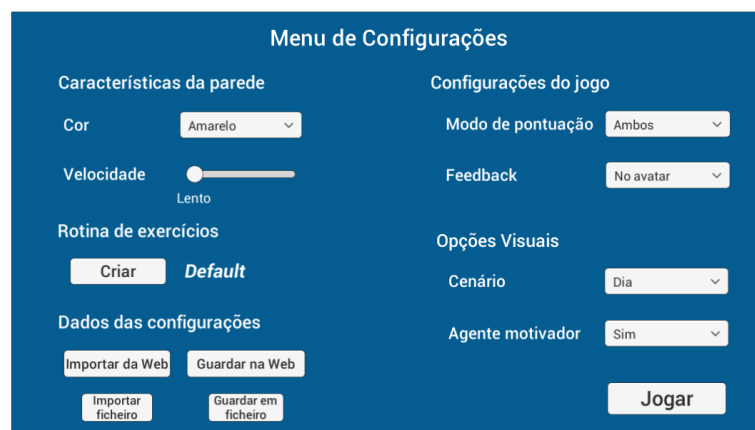 Menu de Configurações
Características da parede
Cor
Amarelo
Velocidade
Lento
Rotina de exercícios
Criar
Default
Dados das configurações
Importar da Web
Guardar na Web
Importar
ficheiro
Guardar em
ficheiro
Configurações do jogo
Modo de pontuação
Ambos
Feedback
No avatar
Opções Visuais
Cenário
Dia
Agente motivador
Sim
Jogar